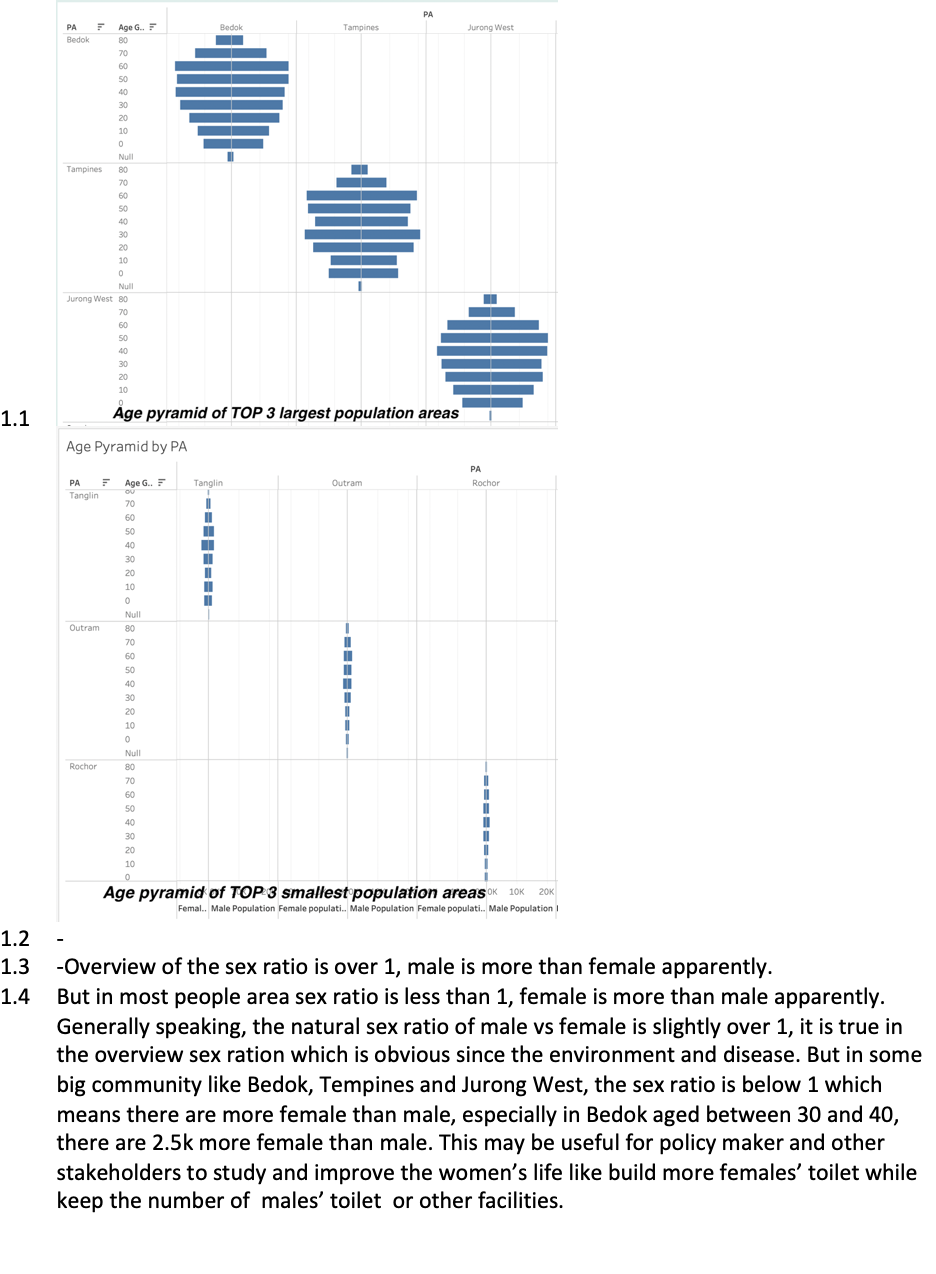 PA
PA Age G.. Bedok Tampines Jurong West
Bedok 80
70
60
50
40
30
20
10
0
Null
Tampines 80
70
60
50
40
30
20
10
0
Null
Jurong West 80
70
60
50
40
30
20
10
0
1.1 Age pyramid of TOP 3 largest population areas
Age Pyramid by PA
PA
PA Age G.. Tanglin Outram Rochor
80
Tanglin
70
60
50
40
30
20
10
0
Null
Outram 80
70
60
50
40
30
20
10
0
Null
Rochor 80
70
60
50
40
30
20
10
0
Age pyramid of TOP 3 smallest population areas 0K 10K 20K
Femal.. Male Population Female populati.. Male Population Female populati.. Male Population
1.2 -
1.3 -Overview of the sex ratio is over 1, male is more than female apparently.
1.4 But in most people area sex ratio is less than 1, female is more than male apparently.
Generally speaking, the natural sex ratio of male vs female is slightly over 1, it is true in
the overview sex ration which is obvious since the environment and disease. But in some
big community like Bedok, Tempines and Jurong West, the sex ratio is below 1 which
means there are more female than male, especially in Bedok aged between 30 and 40,
there are 2.5k more female than male. This may be useful for policy maker and other
stakeholders to study and improve the women’s life like build more females’ toilet while
keep the number of males’ toilet or other facilities.